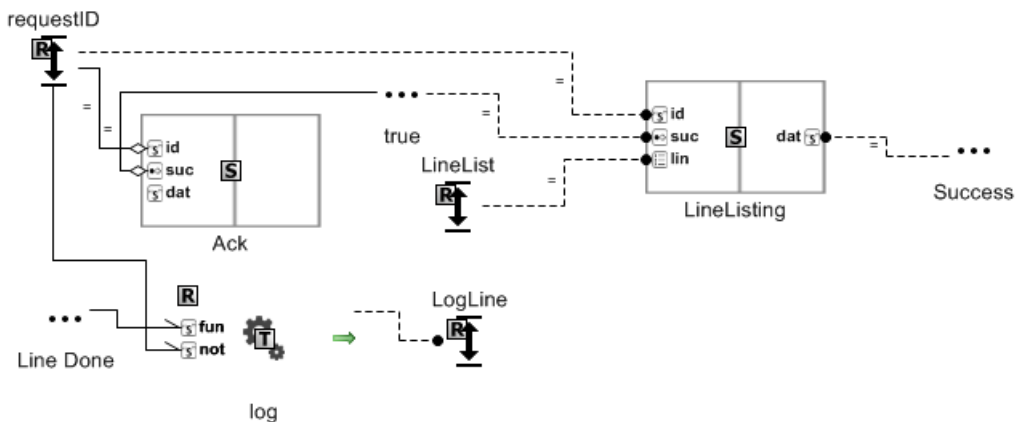 requestID
R
=
=
id
suc
dat
S
Ack
true
=
=
id
suc
lin
S
dat
=
Success
LineListing
LineList
R
=
Line Done
R
fun
not
T
log
LogLine
R